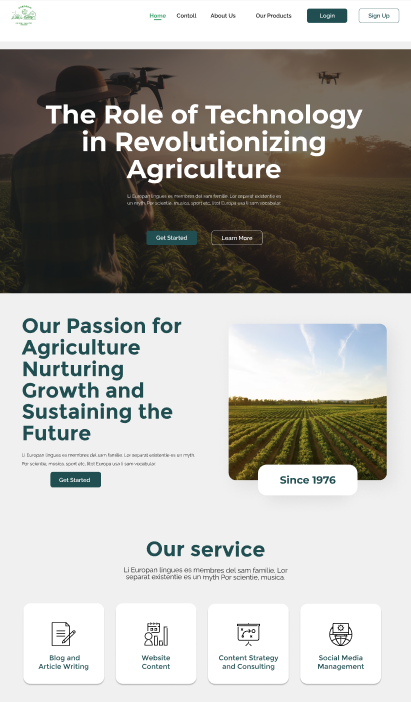 Home Contoll About Us Our Products Login Sign Up
The Role of Technology
in Revolutionizing
Agriculture
Li Europan lingues es membres del sam familie. Lor separat existentie es
un myth. Por scientie, musica, sport etc, litot Europa usa li sam vocabular.
Get Started Learn More
Our Passion for
Agriculture
Nurturing
Growth and
Sustaining the
Future
Li Europan lingues es membres del sam familie. Lor separat existentie es un myth.
Por scientie, musica, sport etc, litot Europa usa li sam vocabular.
Get Started
Since 1976
Our service
Li Europan lingues es membres del sam familie. Lor
separat existentie es un myth Por scientie, musica.
Blog and
Article Writing
Website
Content
Content Strategy
and Consulting
Social Media
Management